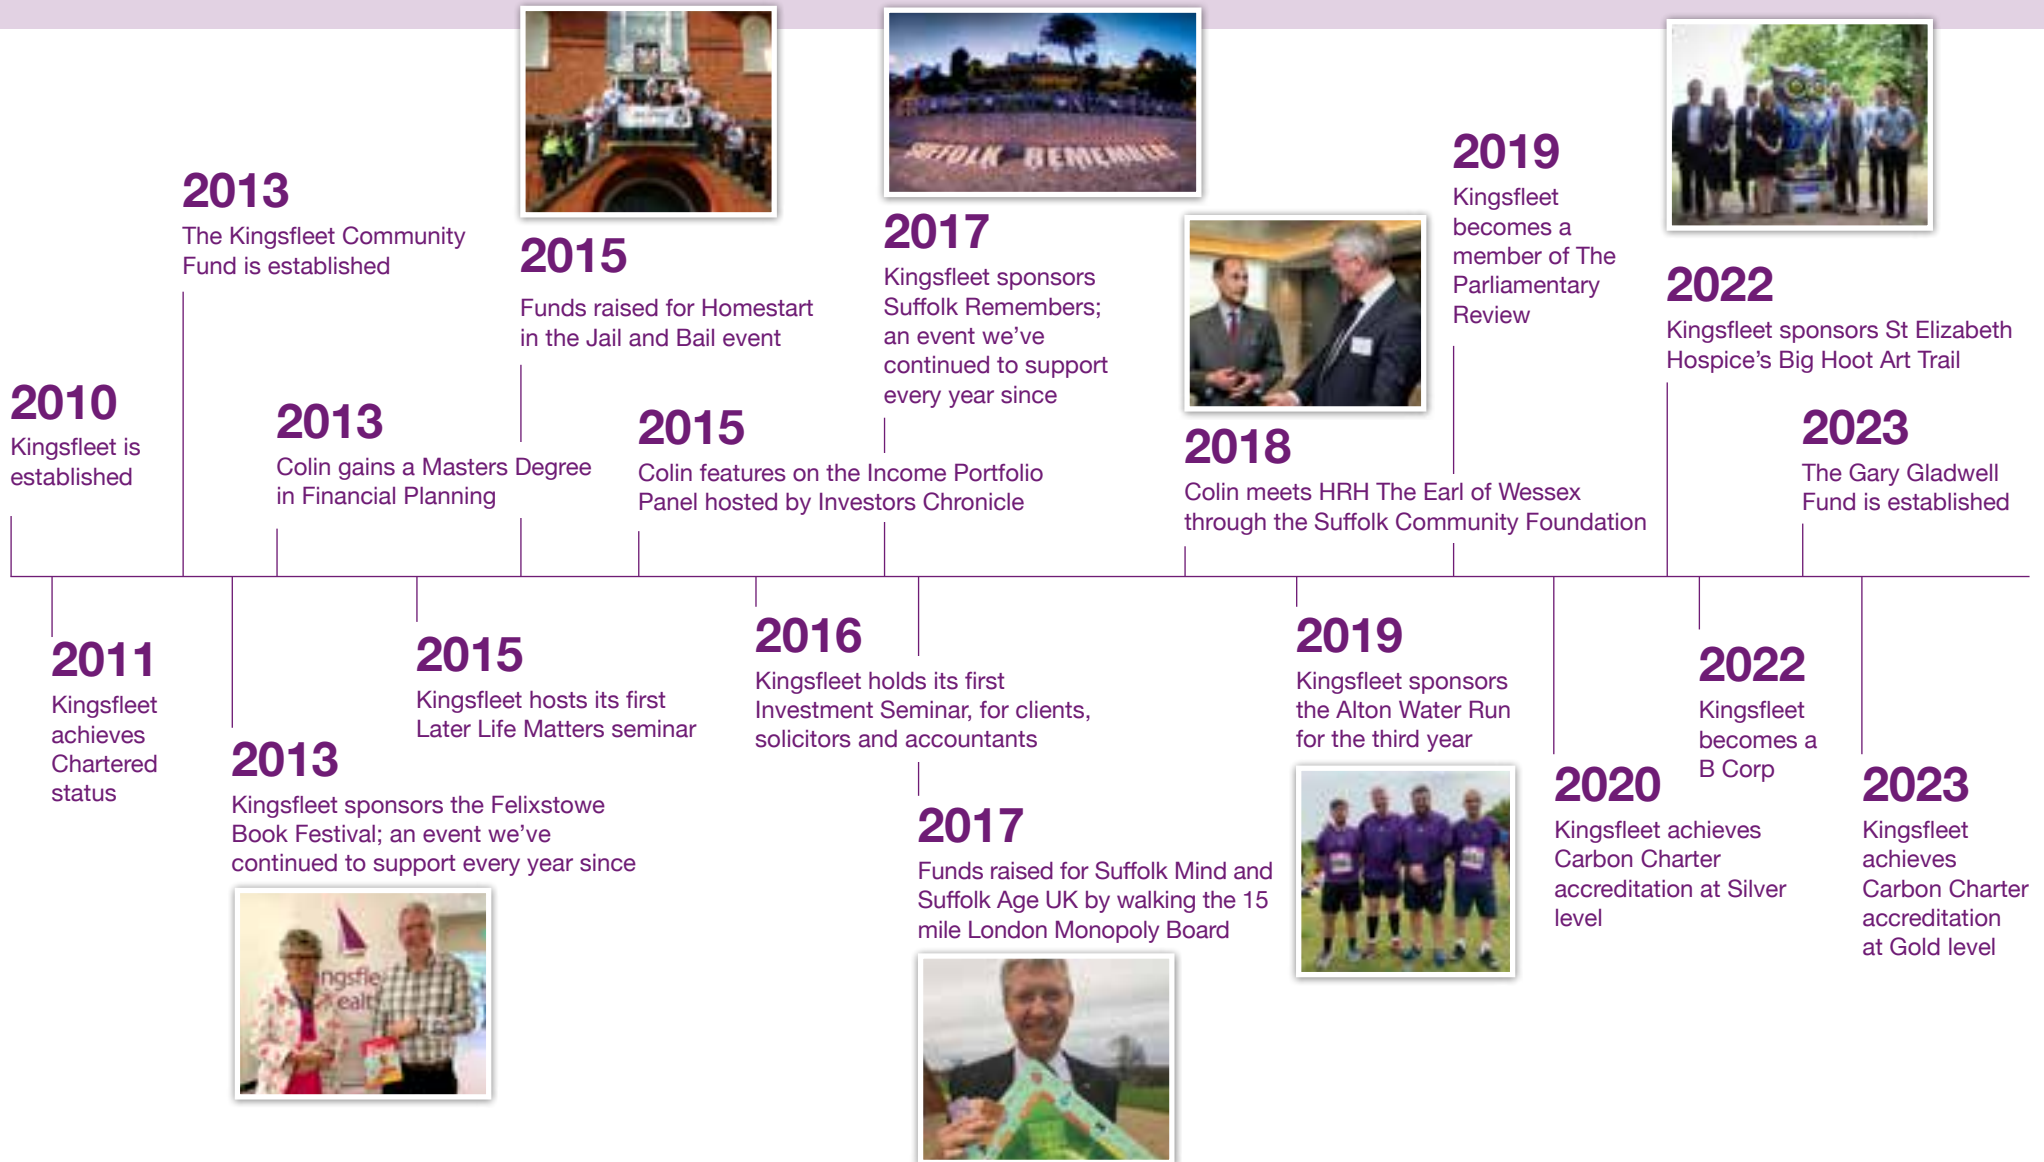 2010
Kingsfleet is
established
2011
Kingsfleet
achieves
Chartered
status
2013
The Kingsfleet Community
Fund is established
2013
Kingsfleet sponsors the Felixstowe
Book Festival; an event we’ve
continued to support every year since
ngsfle
ealt
2013
Colin gains a Masters Degree
in Financial Planning
2015
Kingsfleet hosts its first
Later Life Matters seminar
2015
Funds raised for Homestart
in the Jail and Bail event
2015
Colin features on the Income Portfolio
Panel hosted by Investors Chronicle
2016
Kingsfleet holds its first
Investment Seminar, for clients,
solicitors and accountants
SUFFOLK REMEMBERS
2017
Kingsfleet sponsors
Suffolk Remembers;
an event we’ve
continued to support
every year since
2017
Funds raised for Suffolk Mind and
Suffolk Age UK by walking the 15
mile London Monopoly Board
2018
Colin meets HRH The Earl of Wessex
through the Suffolk Community Foundation
2019
Kingsfleet sponsors
the Alton Water Run
for the third year
2019
Kingsfleet
becomes a
member of The
Parliamentary
Review
2020
Kingsfleet achieves
Carbon Charter
accreditation at Silver
level
2022
Kingsfleet sponsors St Elizabeth
Hospice’s Big Hoot Art Trail
2022
Kingsfleet
becomes a
B Corp
2023
The Gary Gladwell
Fund is established
2023
Kingsfleet
achieves
Carbon Charter
accreditation
at Gold level